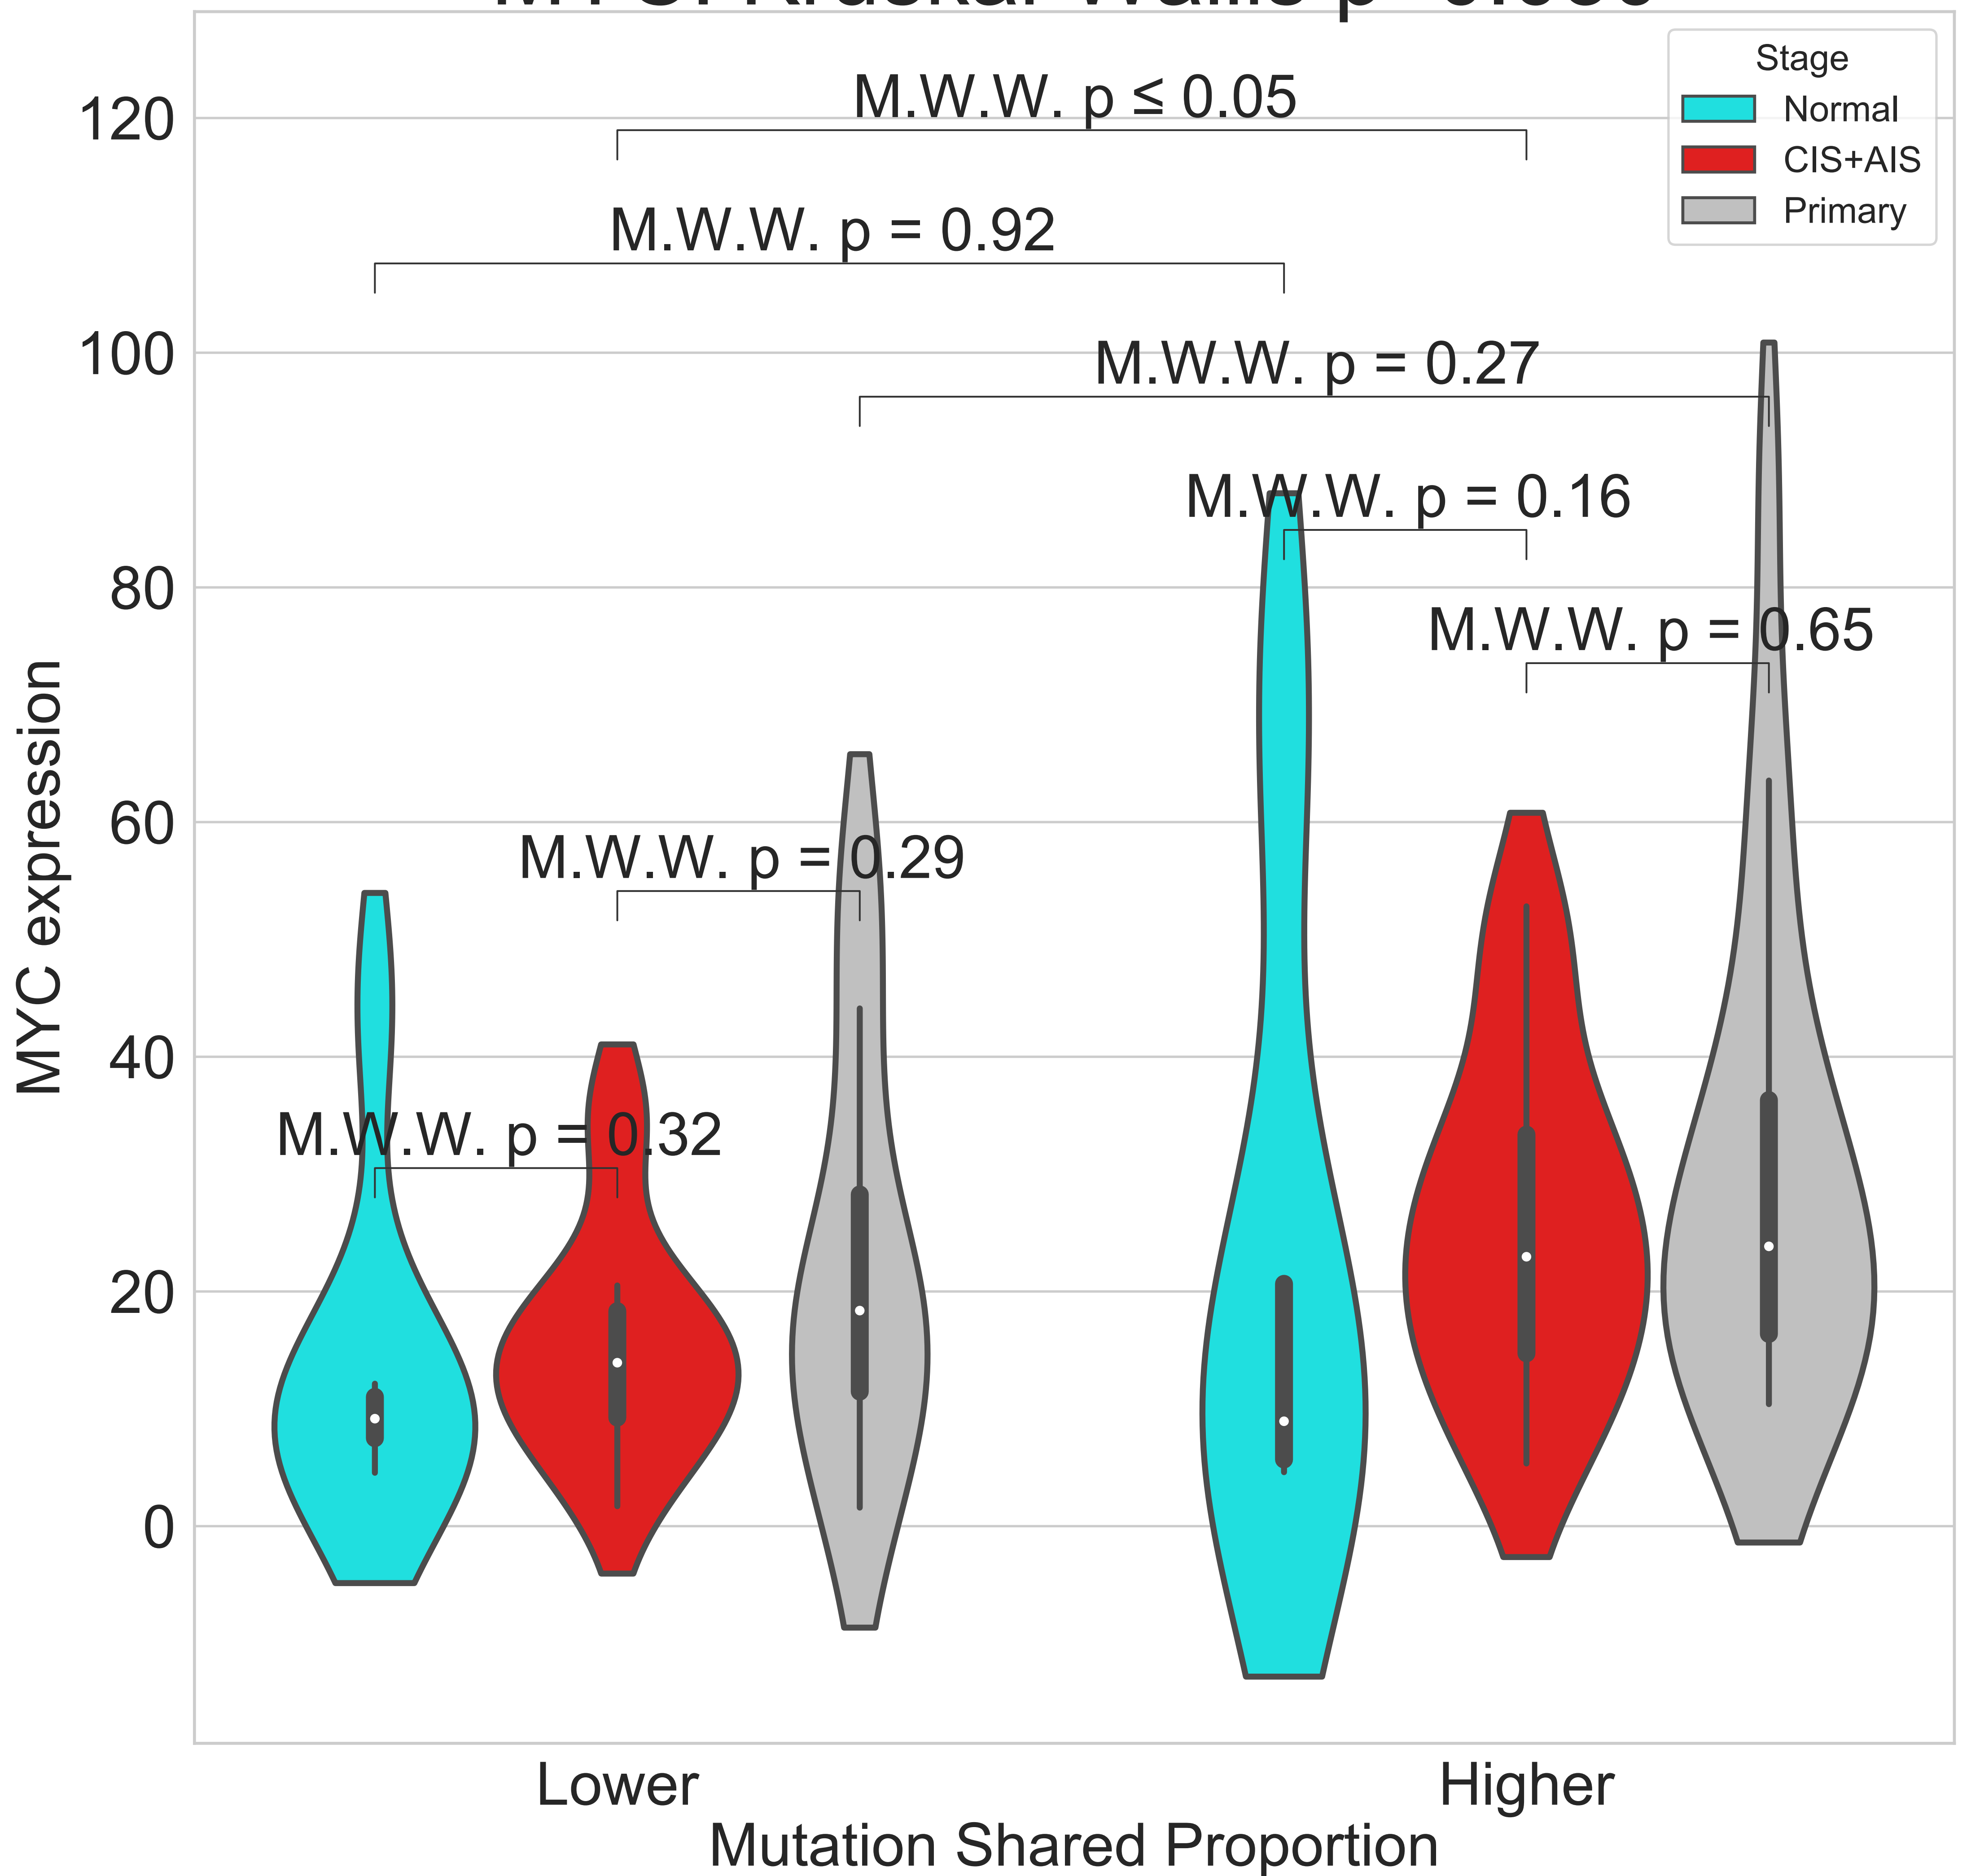 Stage
Normal
CIS+AIS
Primary
M.W.W. p ≤ 0.05
M.W.W. p = 0.92
M.W.W. p = 0.27
M.W.W. p = 0.16
M.W.W. p = 0.65
M.W.W. p = 0.29
M.W.W. p = 0.32
120
100
80
60
40
20
0
MYC expression
Lower
Higher
Mutation Shared Proportion